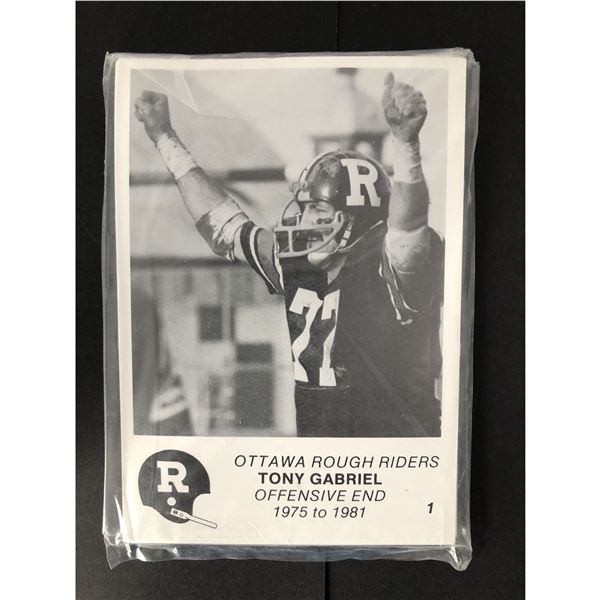 R
77
R
OTTAWA ROUGH RIDERS
TONY GABRIEL
OFFENSIVE END
1975 to 1981
1